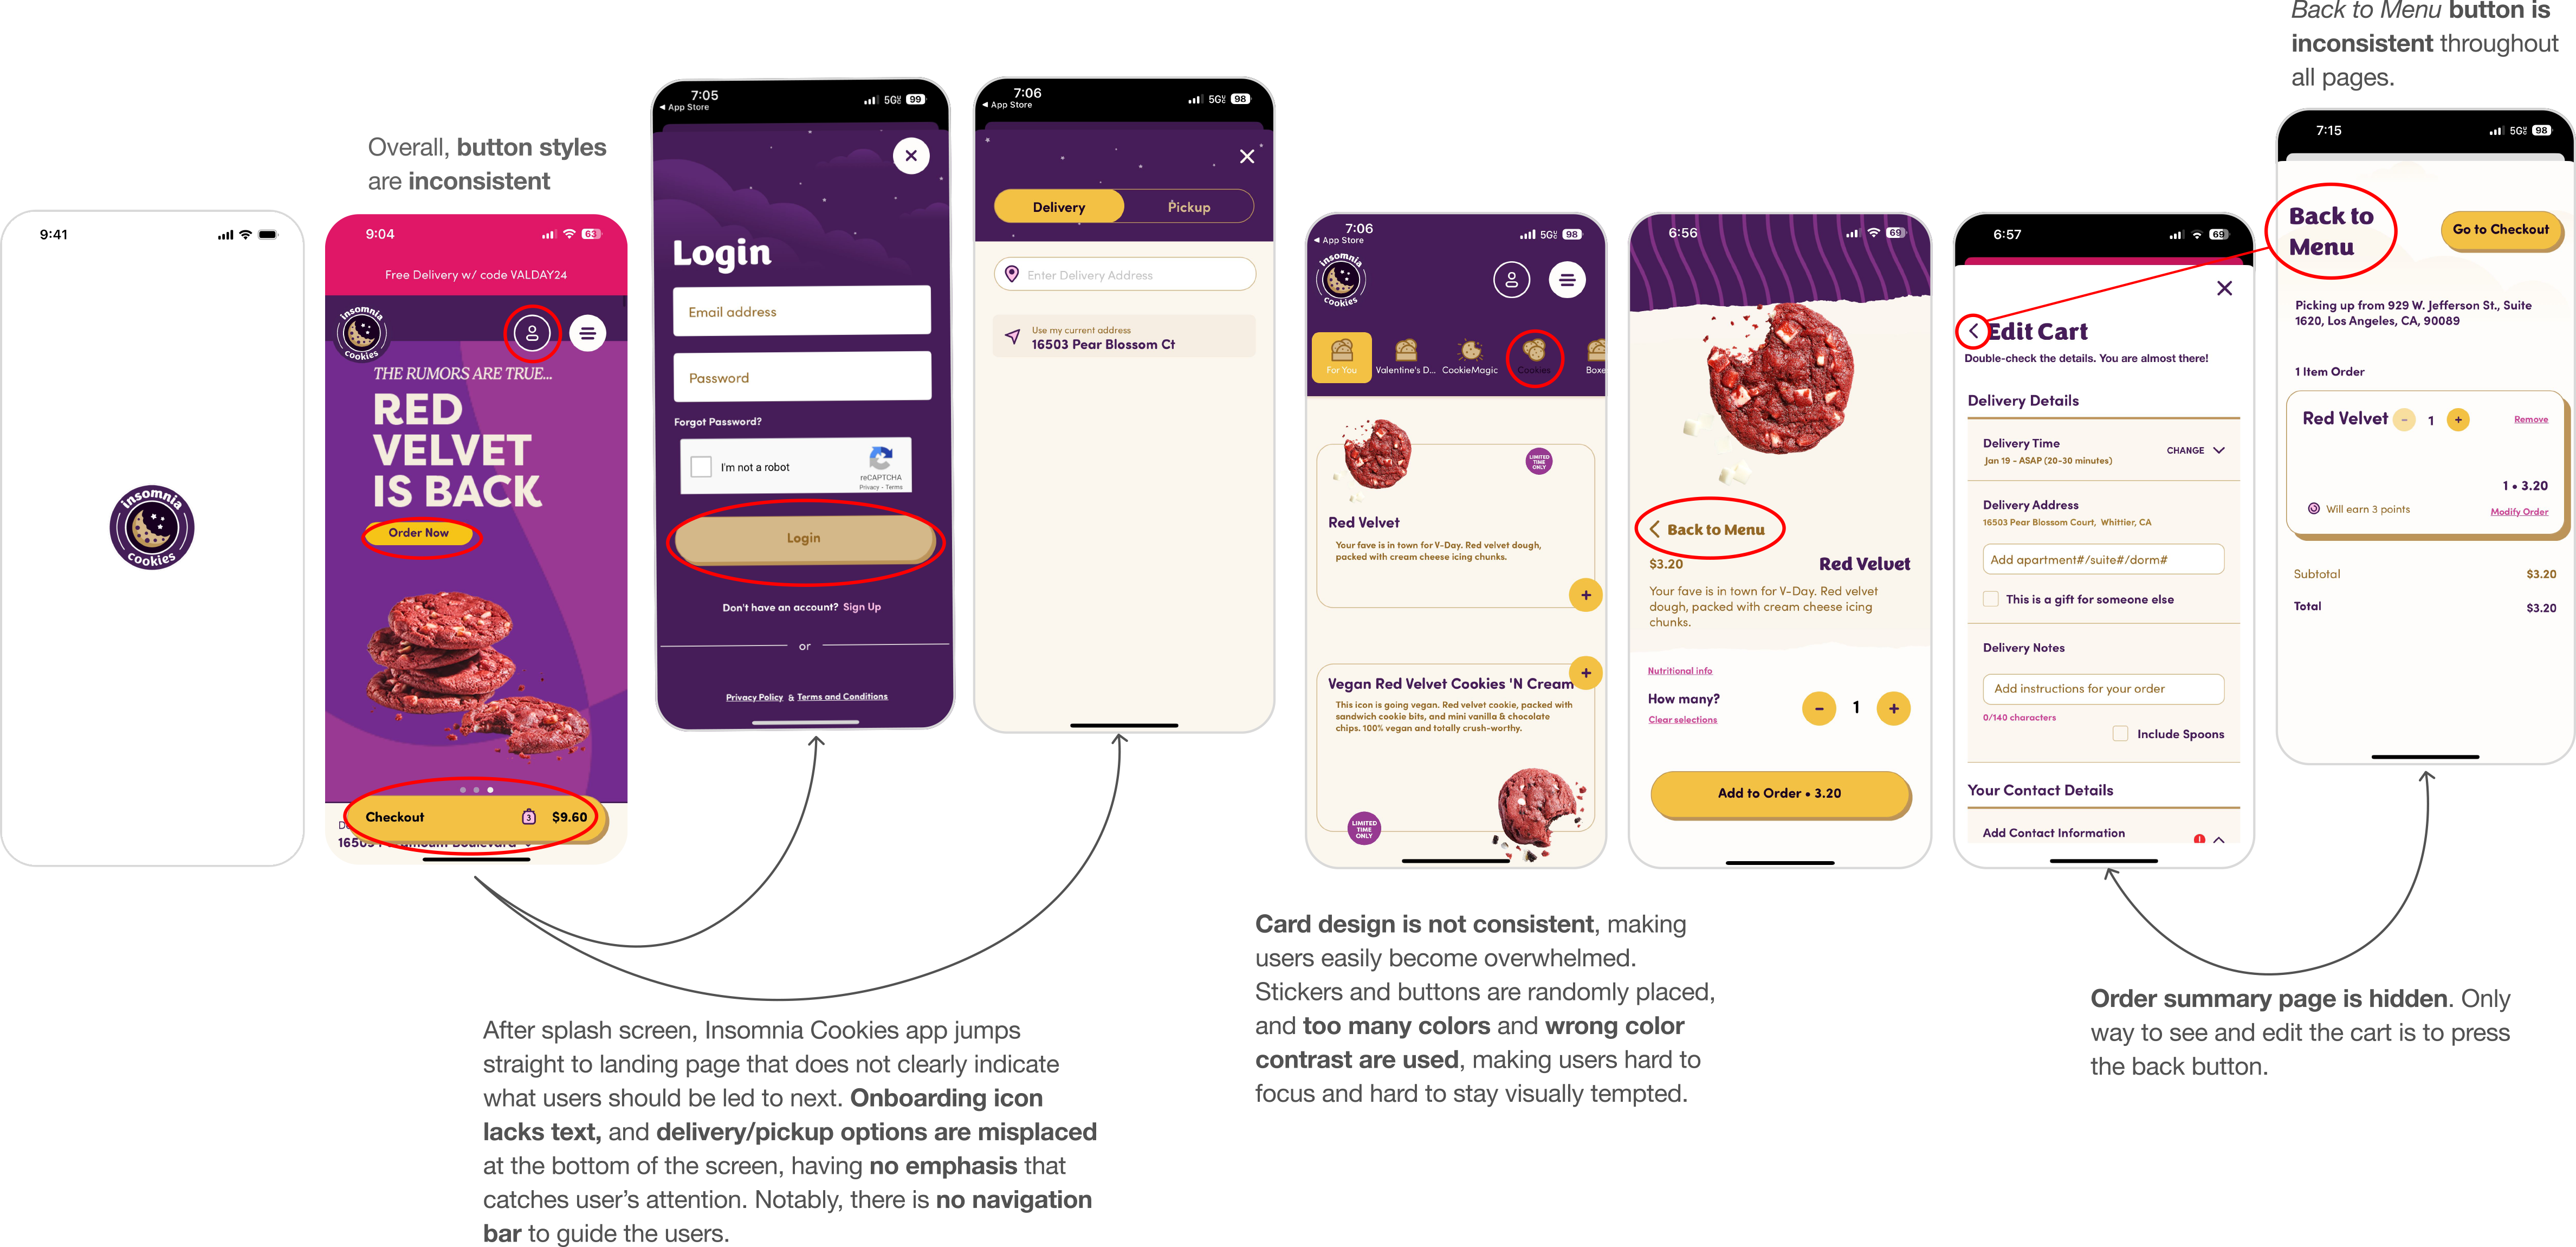 Back to Menu button is
inconsistent throughout
all pages.
Overall, button styles
are inconsistent
9:41
insomnia
cookies
9:04
63
Free Delivery w/ code VALDAY24
insomnia
cookies
THE RUMORS ARE TRUE...
RED
VELVET
IS BACK
Order Now
Checkout
3
$9.60
7:05
App Store
5G
99
Login
Email address
Password
Forgot Password?
I'm not a robot
reCAPTCHA
Privacy - Terms
Login
Don't have an account? Sign Up
or
Privacy Policy & Terms and Conditions
7:06
App Store
5G
98
Delivery
Pickup
Enter Delivery Address
Use my current address
16503 Pear Blossom Ct
7:06
App Store
5G
98
insomnia
cookies
For You
Valentine's D...
CookieMagic
Cookies
Boxe
LIMITED
TIME
ONLY
Red Velvet
Your fave is in town for V-Day. Red velvet dough,
packed with cream cheese icing chunks.
+
+
Vegan Red Velvet Cookies 'N Cream
This icon is going vegan. Red velvet cookie, packed with
sandwich cookie bits, and mini vanilla & chocolate
chips. 100% vegan and totally crush-worthy.
LIMITED
TIME
ONLY
6:56
69
Back to Menu
$3.20
Red Velvet
Your fave is in town for V-Day. Red velvet
dough, packed with cream cheese icing
chunks.
Nutritional info
How many?
Clear selections
- 1 +
Add to Order • 3.20
6:57
69
Edit Cart
Double-check the details. You are almost there!
Delivery Details
Delivery Time
Jan 19 - ASAP (20-30 minutes)
CHANGE
Delivery Address
16503 Pear Blossom Court, Whittier, CA
Add apartment#/suite#/dorm#
This is a gift for someone else
Delivery Notes
Add instructions for your order
0/140 characters
Include Spoons
Your Contact Details
Add Contact Information
!
7:15
5G
98
Back to
Menu
Go to Checkout
Picking up from 929 W. Jefferson St., Suite
1620, Los Angeles, CA, 90089
1 Item Order
Red Velvet
- 1 +
Remove
1 • 3.20
Will earn 3 points
Modify Order
Subtotal
$3.20
Total
$3.20
After splash screen, Insomnia Cookies app jumps
straight to landing page that does not clearly indicate
what users should be led to next. Onboarding icon
lacks text, and delivery/pickup options are misplaced
at the bottom of the screen, having no emphasis that
catches user's attention. Notably, there is no navigation
bar to guide the users.
Card design is not consistent, making
users easily become overwhelmed.
Stickers and buttons are randomly placed,
and too many colors and wrong color
contrast are used, making users hard to
focus and hard to stay visually tempted.
Order summary page is hidden. Only
way to see and edit the cart is to press
the back button.